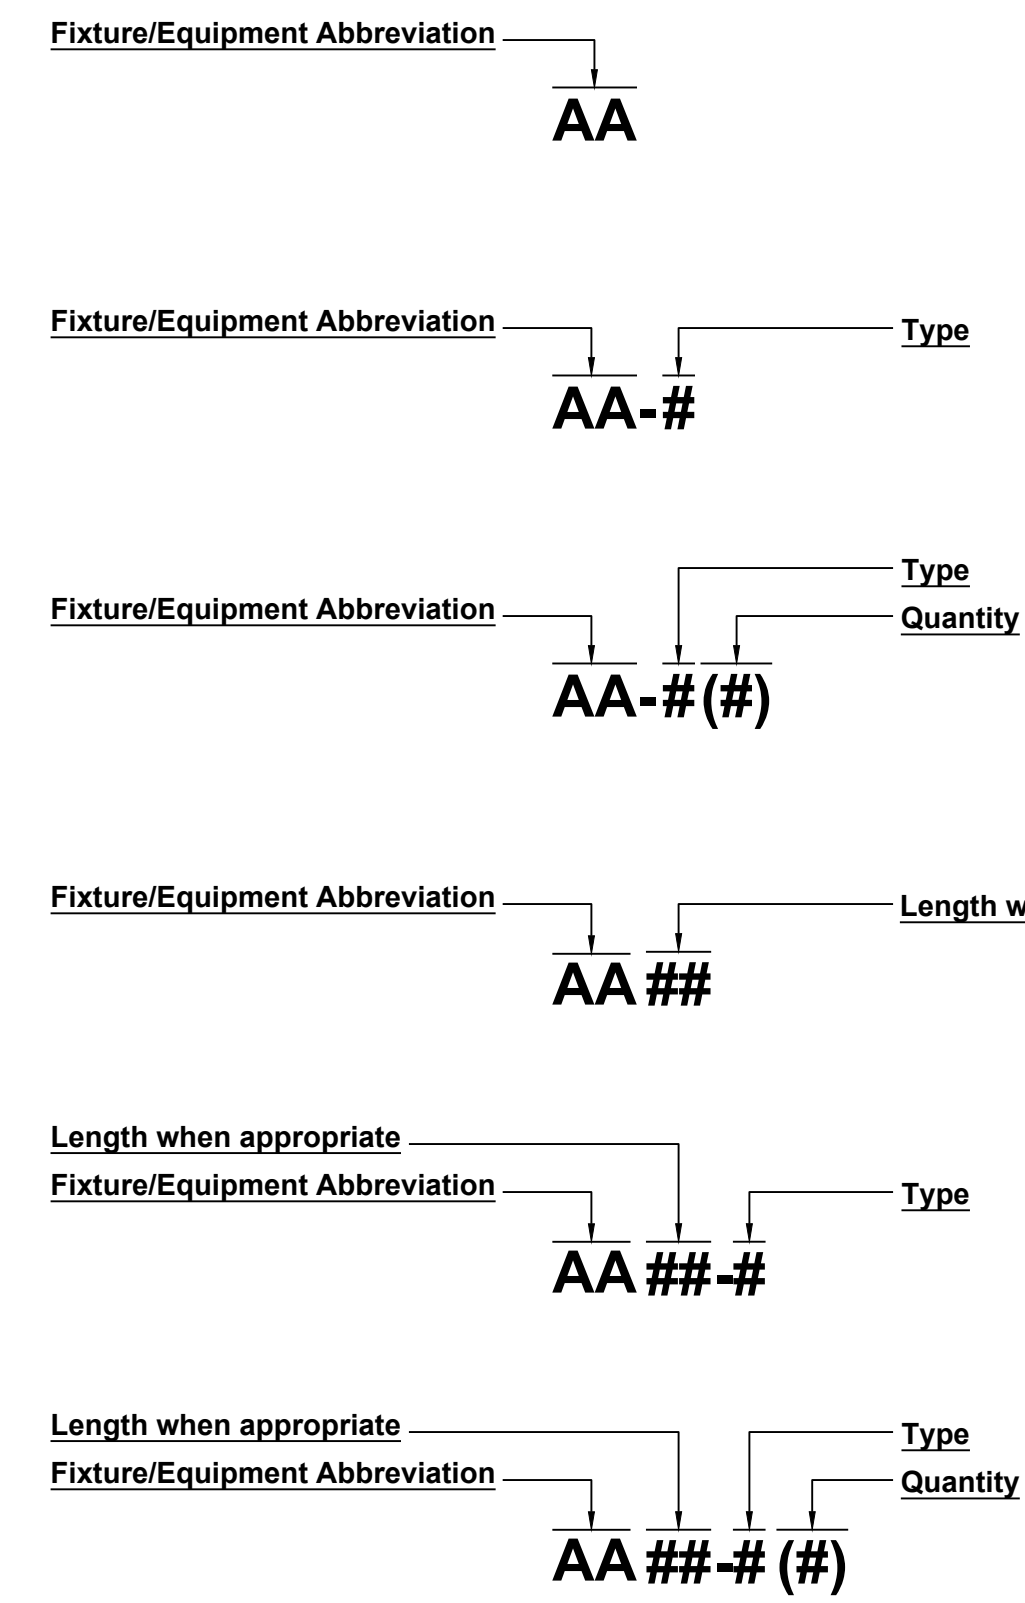 Fixture/Equipment Abbreviation
AA
Fixture/Equipment Abbreviation
Type
AA-#
Type
Fixture/Equipment Abbreviation
Quantity
AA-#(#)
Fixture/Equipment Abbreviation
Length w
AA ##
Length when appropriate
Fixture/Equipment Abbreviation
Type
AA ##-#
Length when appropriate
Type
Fixture/Equipment Abbreviation
Quantity
AA ##-# (#)